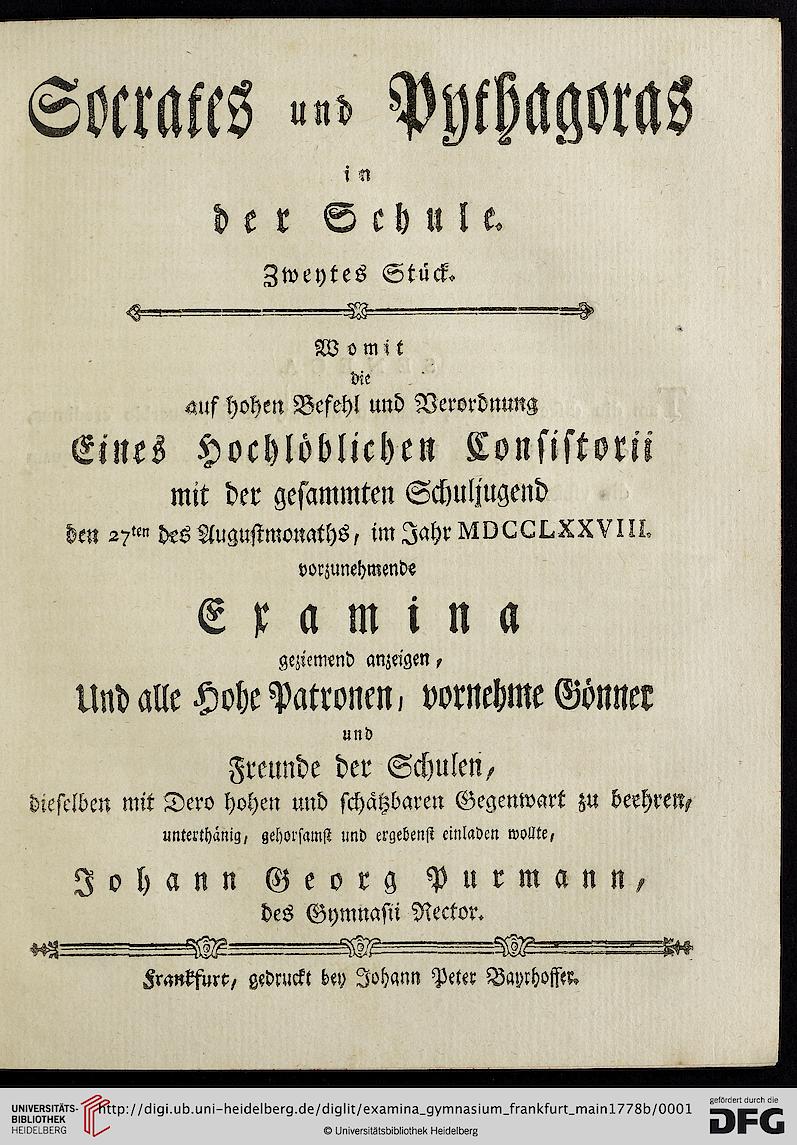 Socrates und Pythagoras
in
der Schule.
Zweytes Stück.
Womit
die
auf hohen Befehl und Verordnung
Eines Hochlöblichen Consistorii
mit der gesammten Schuljugend
den 27ten des Augustmonaths, im Jahr MDCCLXXVIII.
vorzunehmende
Examina
geziemend anzeigen,
Und alle Hohe Patronen, vornehme Gönner
und
Freunde der Schulen,
dieselben mit Dero hohen und schätzbaren Gegenwart zu beehren,
unterthänig, gehorsamst und ergebenst einladen wollte,
Johann Georg Purmann,
des Gymnasii Rector.
Frankfurt, gedruckt bey Johann Peter Bayrhoffer.
UNIVERSITÄTS-
BIBLIOTHEK
HEIDELBERG
http://digi.ub.uni-heidelberg.de/diglit/examina_gymnasium_frankfurt_main1778b/0001
© Universitätsbibliothek Heidelberg
gefördert durch die
DFG